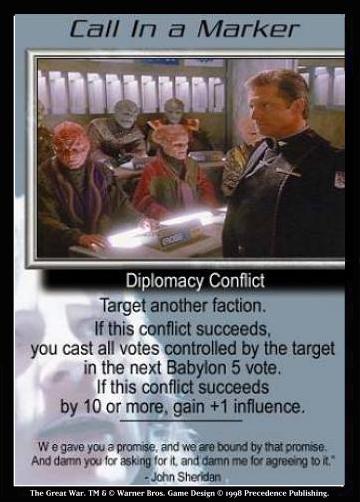 Call In a Marker
Diplomacy Conflict
Target another faction.
If this conflict succeeds,
you cast all votes controlled by the target
in the next Babylon 5 vote.
If this conflict succeeds
by 10 or more, gain +1 influence.
W e gave you a promise, and we are bound by that promise.
And damn you for asking for it, and damn me for agreeing to it."
- John Sheridan
The Great War. TM & © Warner Bros. Game Design © 1998 Precedence Publishing.